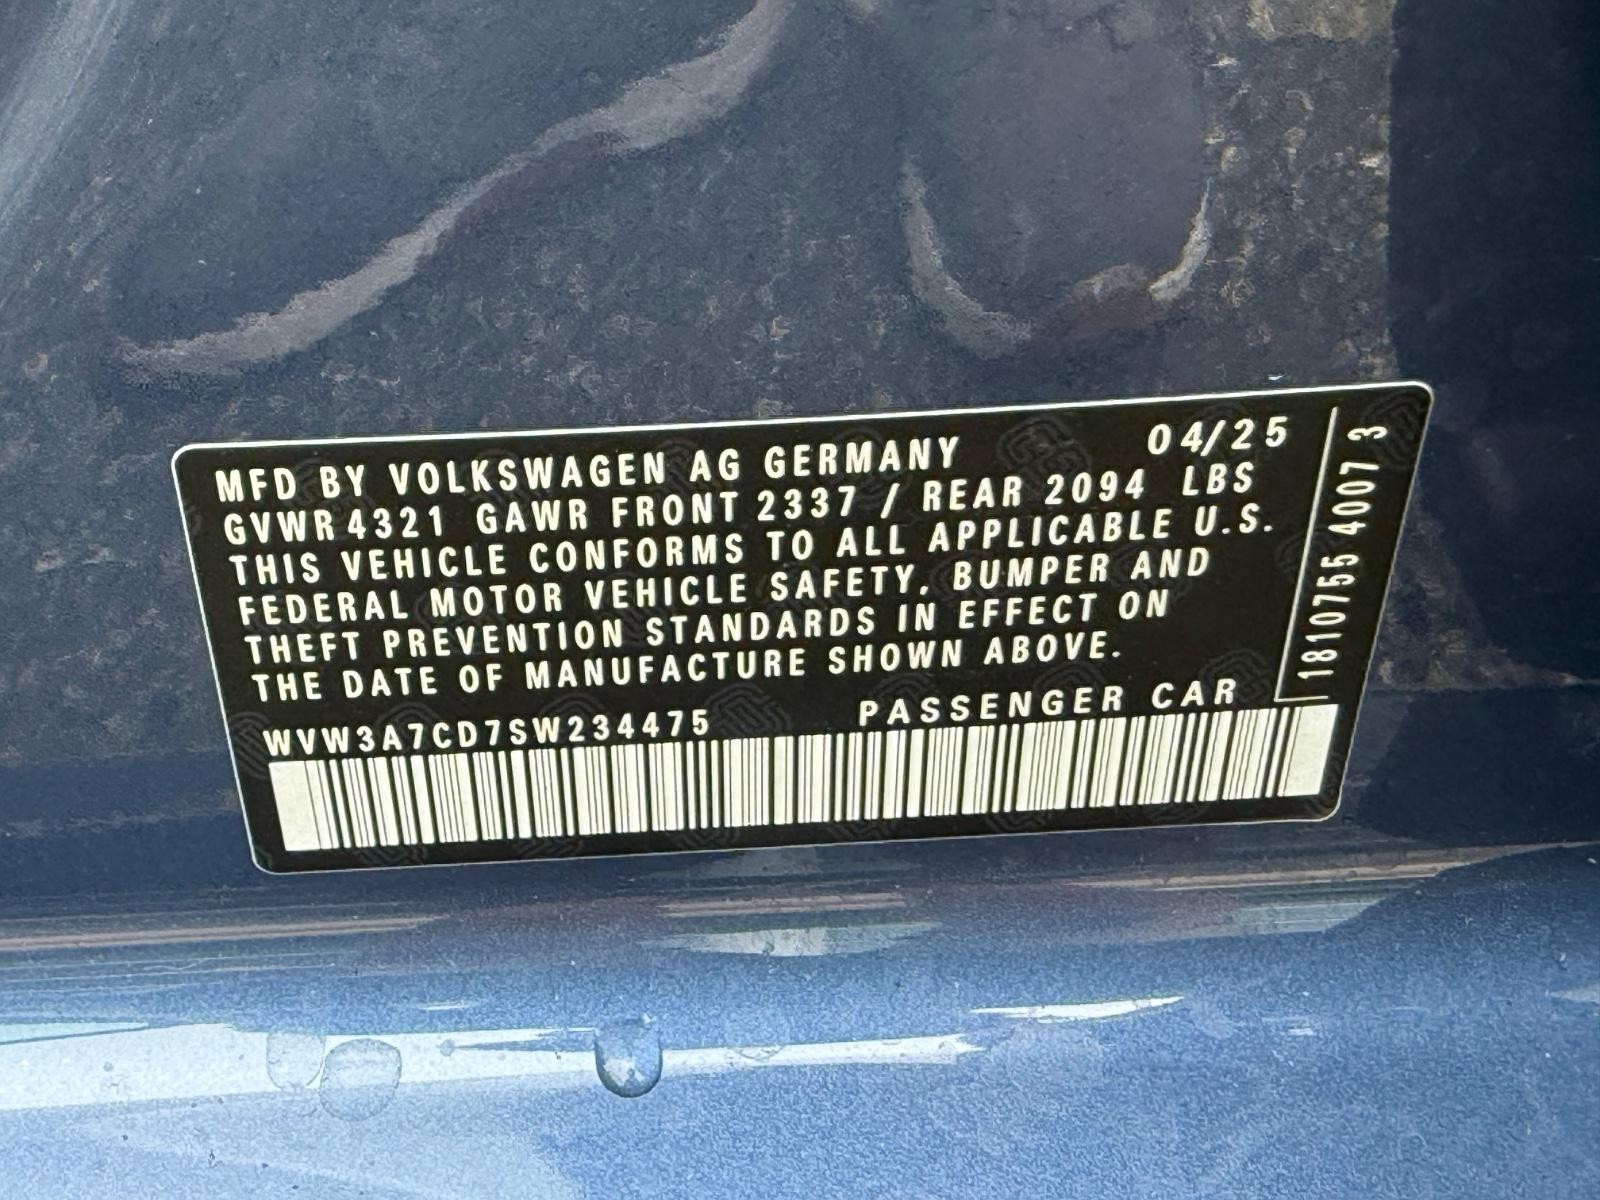 MFD BY VOLKSWAGEN AG GERMANY 04/25
GVWR 4321 GAWR FRONT 2337 / REAR 2094 LBS
THIS VEHICLE CONFORMS TO ALL APPLICABLE U.S.
FEDERAL MOTOR VEHICLE SAFETY, BUMPER AND
THEFT PREVENTION STANDARDS IN EFFECT ON
THE DATE OF MANUFACTURE SHOWN ABOVE.
WVW3A7CD7SW234475 PASSENGER CAR
1810755 4007 3